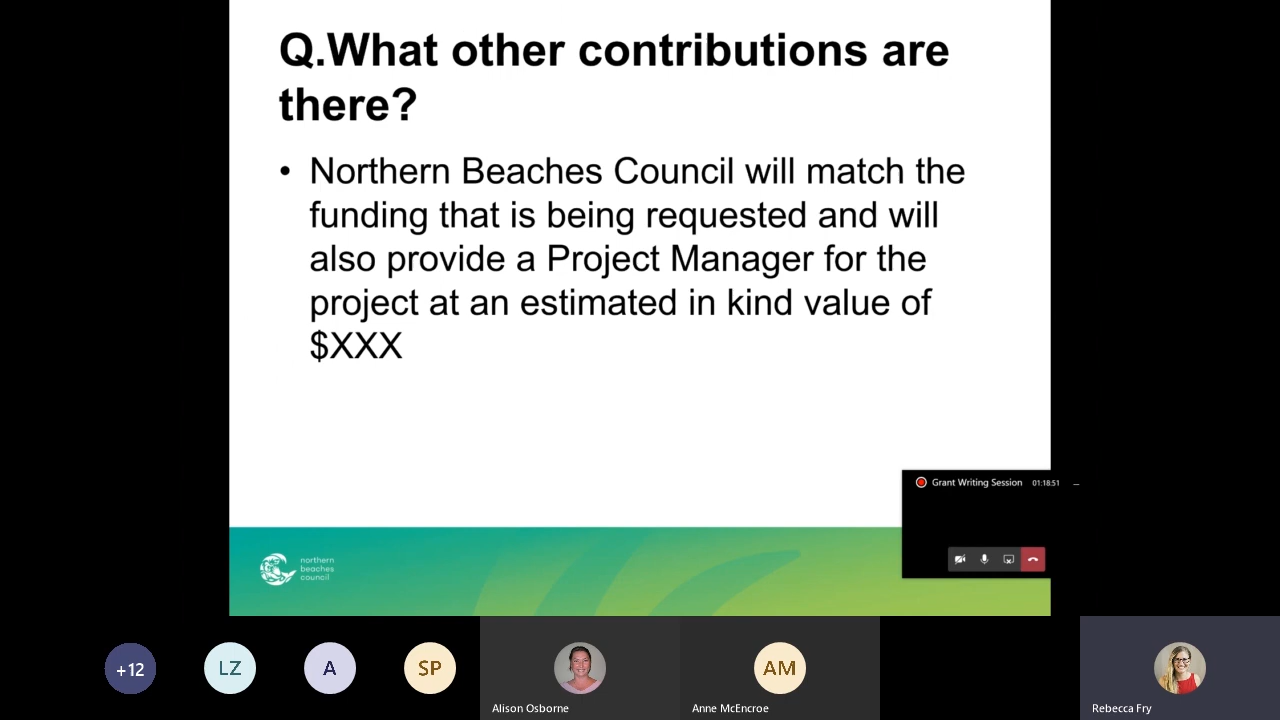 Q.What other contributions are
there?
• Northern Beaches Council will match the
funding that is being requested and will
also provide a Project Manager for the
project at an estimated in kind value of
$XXX
Grant Writing Session 01:18:51 ...
northern
beaches
council
+12
LZ
A
SP
AM
Alison Osborne
Anne McEncroe
Rebecca Fry